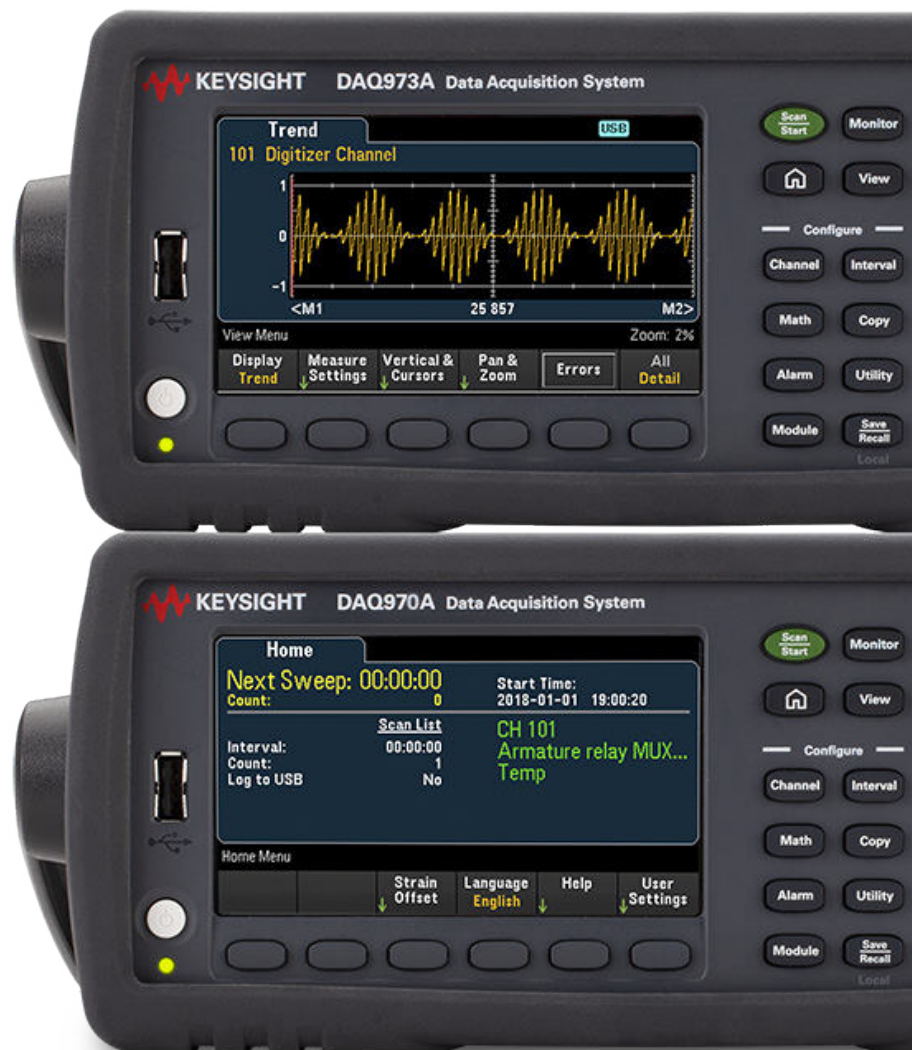 KEYSIGHT DAQ973A Data Acquisition System
Trend USB
101 Digitizer Channel
1
0
-1
<M1 25 857 M2>
View Menu Zoom: 2%
Display Trend
Measure Settings
Vertical & Cursors
Pan & Zoom
Errors
All Detail
Scan Start
Monitor
View
Configure
Channel
Interval
Math
Copy
Alarm
Utility
Module
Save Recall
Local
KEYSIGHT DAQ970A Data Acquisition System
Home
Next Sweep: 00:00:00
Count: 0
Start Time:
2018-01-01 19:00:20
Scan List
Interval: 00:00:00
Count: 1
Log to USB No
CH 101
Armature relay MUX...
Temp
Home Menu
Strain Offset
Language English
Help
User Settings
Scan Start
Monitor
View
Configure
Channel
Interval
Math
Copy
Alarm
Utility
Module
Save Recall
Local